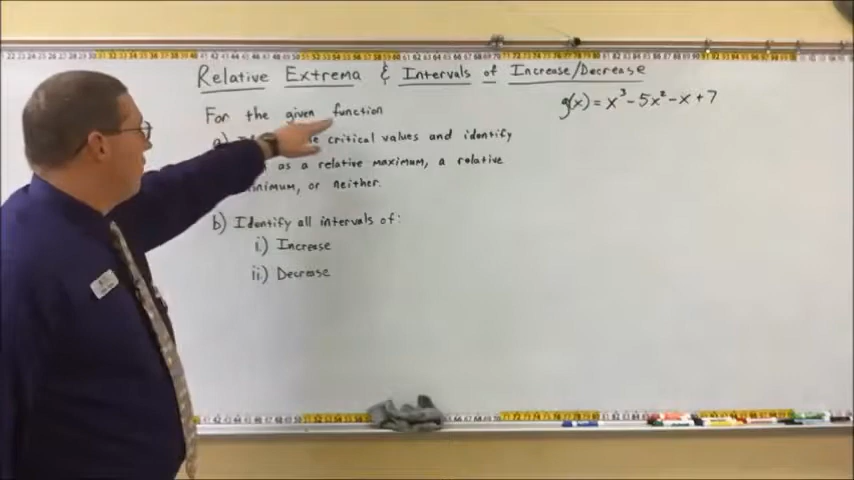 Relative Extrema & Intervals of Increase/Decrease
For the given function
g(x) = x³ - 5x² - x + 7
critical values and identify
as a relative maximum, a relative
or neither.
b) Identify all intervals of:
i.) Increase
ii.) Decrease